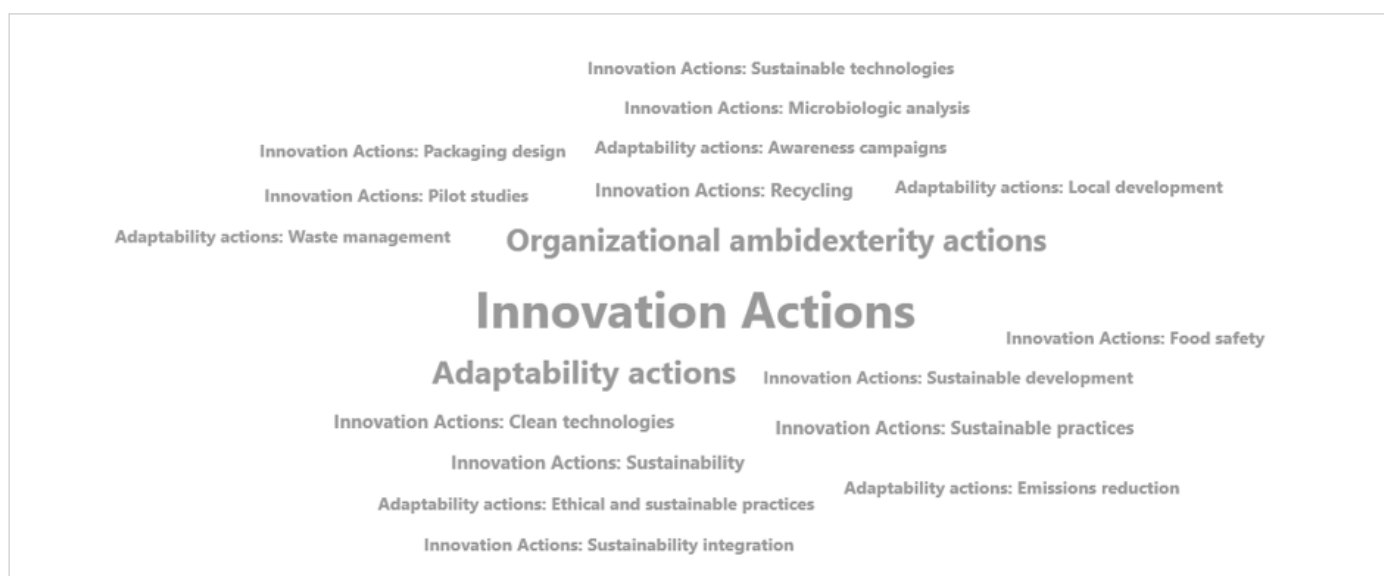 Innovation Actions: Sustainable technologies
Innovation Actions: Microbiologic analysis
Innovation Actions: Packaging design
Adaptability actions: Awareness campaigns
Innovation Actions: Pilot studies
Innovation Actions: Recycling
Adaptability actions: Local development
Adaptability actions: Waste management
Organizational ambidexterity actions
Innovation Actions
Innovation Actions: Food safety
Adaptability actions
Innovation Actions: Sustainable development
Innovation Actions: Clean technologies
Innovation Actions: Sustainable practices
Innovation Actions: Sustainability
Adaptability actions: Emissions reduction
Adaptability actions: Ethical and sustainable practices
Innovation Actions: Sustainability integration